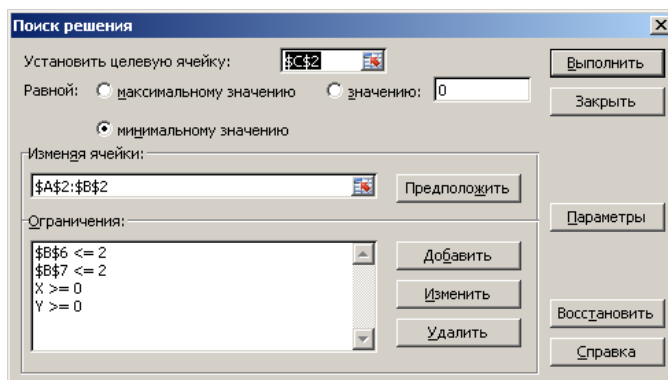 Поиск решения
Установить целевую ячейку: $C$2
Равной: максимальному значению значению: 0
минимальному значению
Изменяя ячейки:
$A$2:$B$2
Предположить
Ограничения:
$B$6 <= 2
$B$7 <= 2
X >= 0
Y >= 0
Добавить
Изменить
Удалить
Выполнить
Закрыть
Параметры
Восстановить
Справка